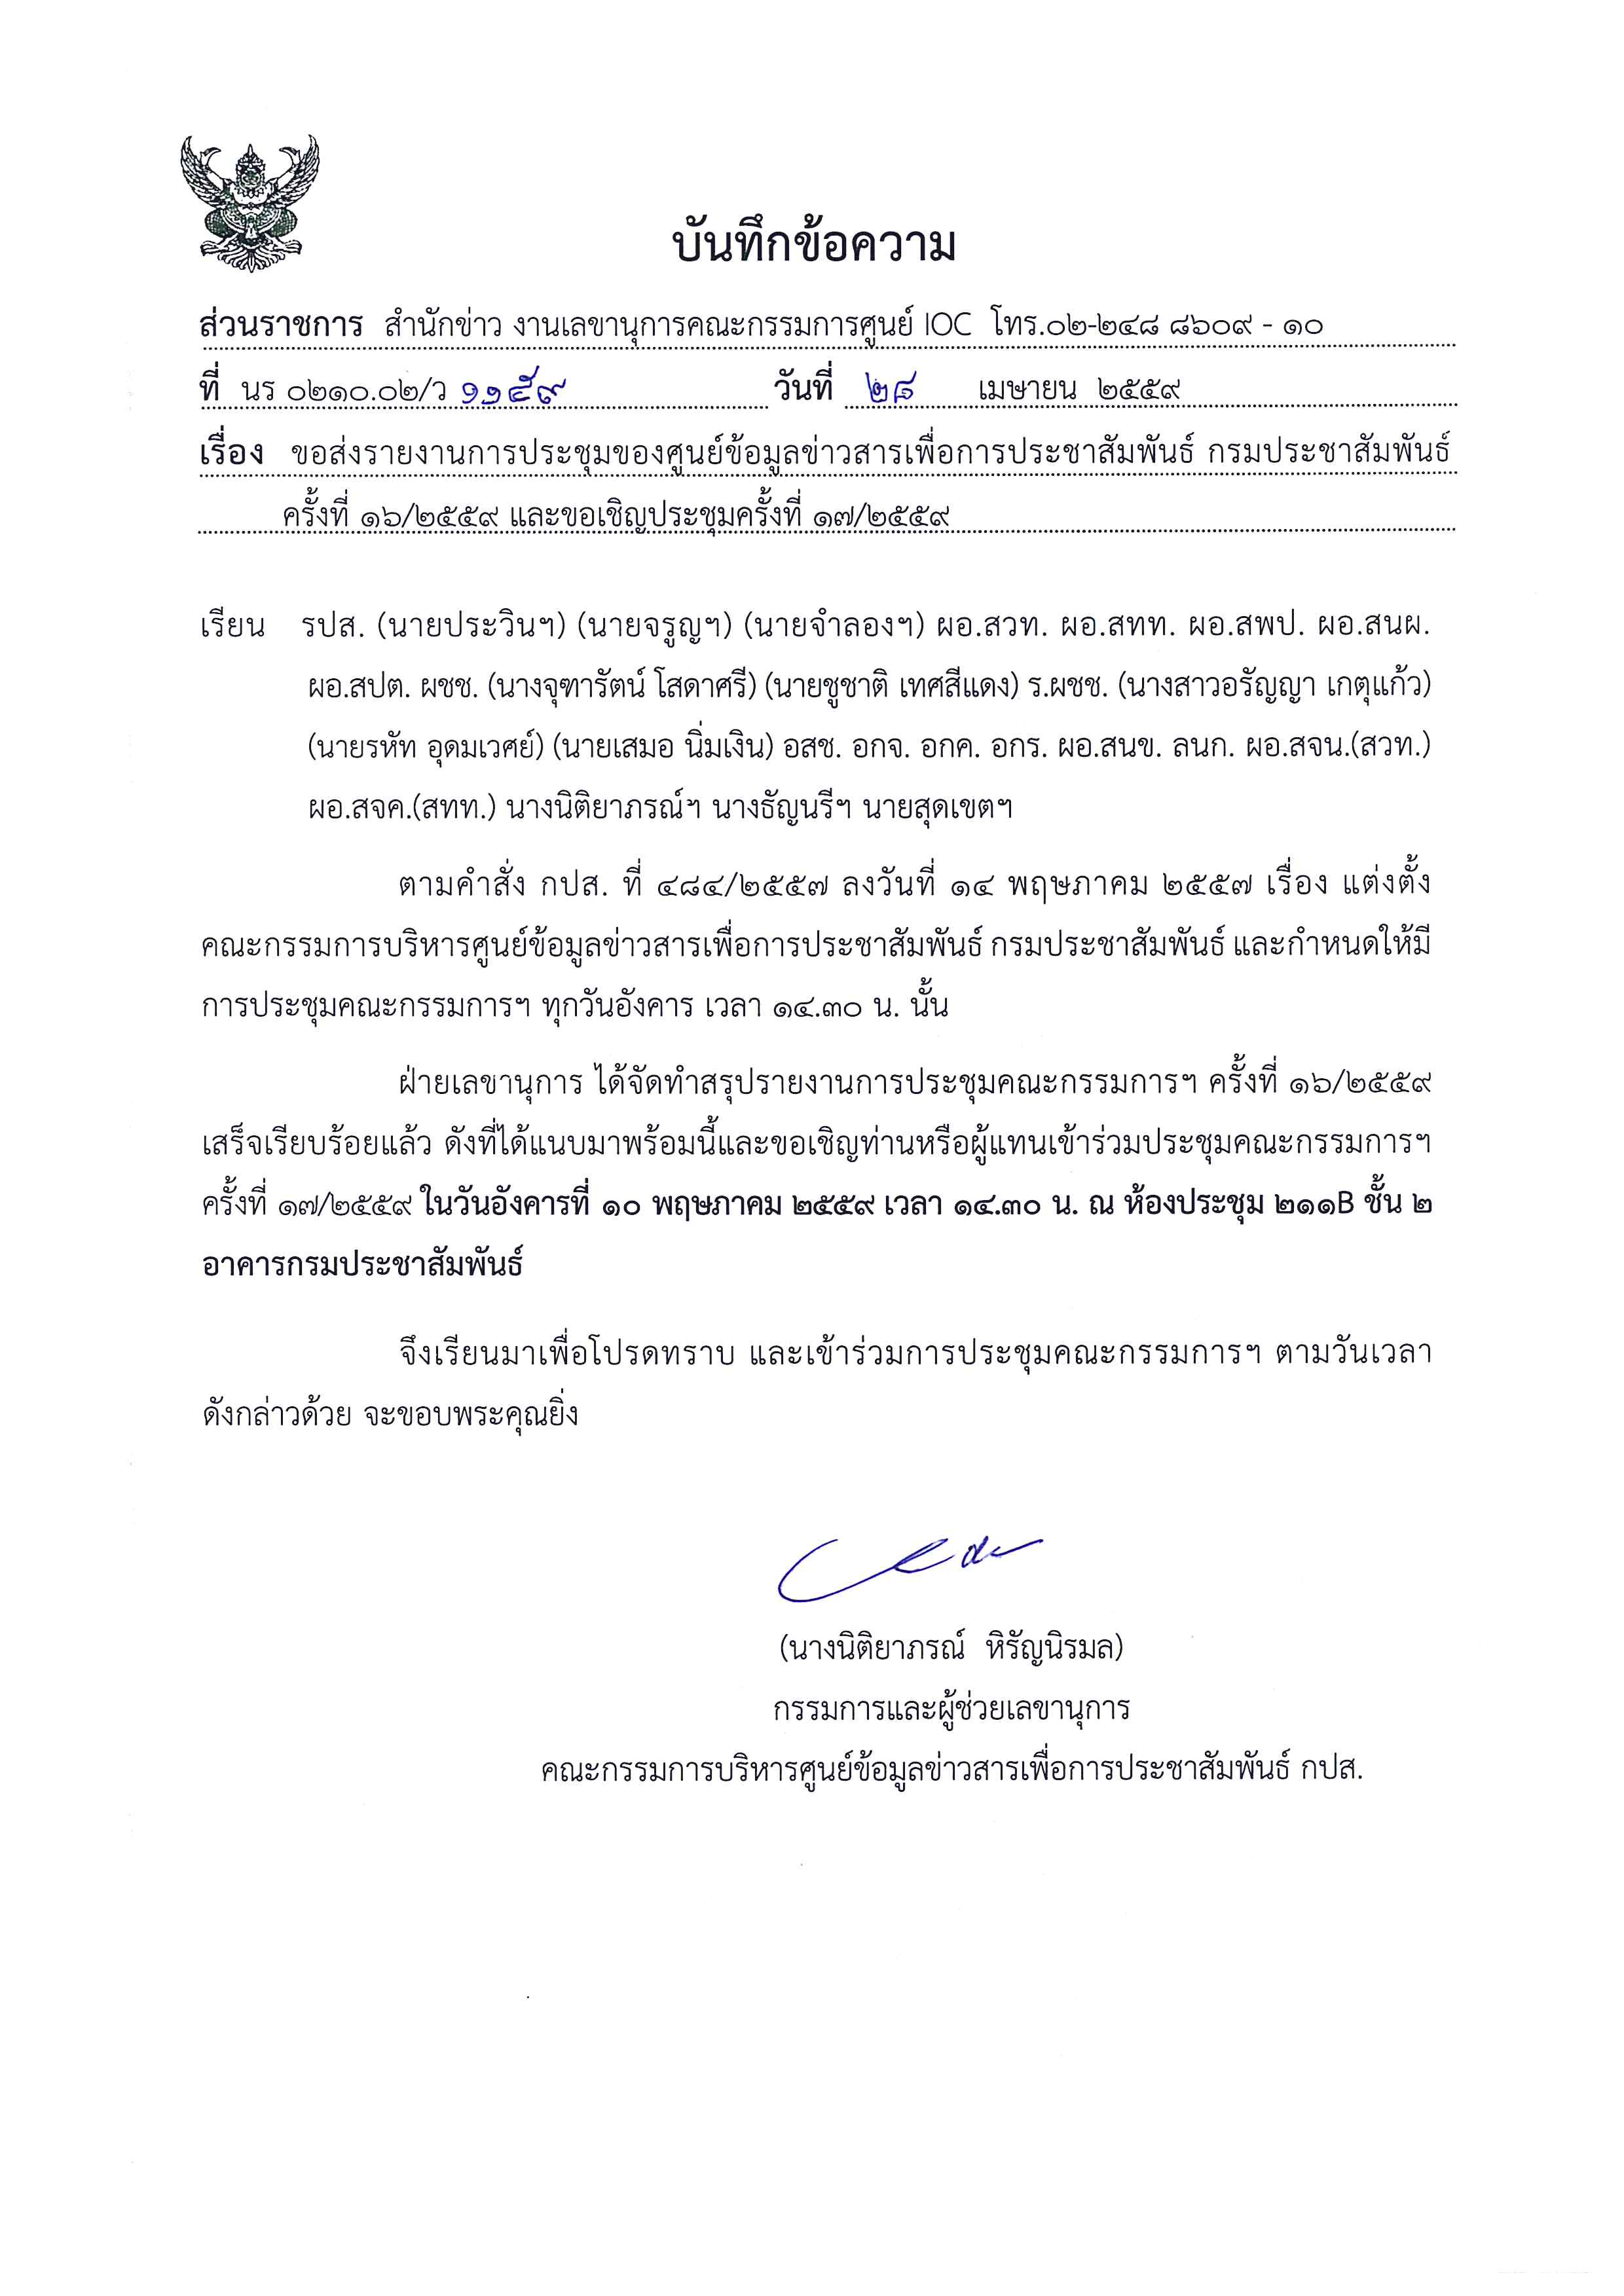 บันทึกข้อความ
ส่วนราชการ สำนักข่าว งานเลขานุการคณะกรรมการศูนย์ IOC โทร.๐๒-๒๔๘ ๘๖๐๙ - ๑๐
ที่ นร ๐๒๑๐.๐๒/ว ๑๑๕๙ วันที่ ๒๘ เมษายน ๒๕๕๙
เรื่อง ขอส่งรายงานการประชุมของศูนย์ข้อมูลข่าวสารเพื่อการประชาสัมพันธ์ กรมประชาสัมพันธ์
ครั้งที่ ๑๖/๒๕๕๙ และขอเชิญประชุมครั้งที่ ๑๗/๒๕๕๙
เรียน รปส. (นายประวินฯ) (นายจรูญฯ) (นายจำลองฯ) ผอ.สวท. ผอ.สทท. ผอ.สพป. ผอ.สนผ.
ผอ.สปต. ผชช. (นางจุฑารัตน์ โสดาศรี) (นายชูชาติ เทศสีแดง) ร.ผชช. (นางสาวอรัญญา เกตุแก้ว)
(นายรหัท อุดมเวศย์) (นายเสมอ นิ่มเงิน) อสช. อกจ. อกค. อกร. ผอ.สนข. ลนก. ผอ.สจน.(สวท.)
ผอ.สจค.(สทท.) นางนิติยาภรณ์ฯ นางธัญนรีฯ นายสุดเขตฯ
ตามคำสั่ง กปส. ที่ ๔๘๔/๒๕๕๗ ลงวันที่ ๑๔ พฤษภาคม ๒๕๕๗ เรื่อง แต่งตั้ง
คณะกรรมการบริหารศูนย์ข้อมูลข่าวสารเพื่อการประชาสัมพันธ์ กรมประชาสัมพันธ์ และกำหนดให้มี
การประชุมคณะกรรมการฯ ทุกวันอังคาร เวลา ๑๔.๓๐ น. นั้น
ฝ่ายเลขานุการ ได้จัดทำสรุปรายงานการประชุมคณะกรรมการฯ ครั้งที่ ๑๖/๒๕๕๙
เสร็จเรียบร้อยแล้ว ดังที่ได้แนบมาพร้อมนี้และขอเชิญท่านหรือผู้แทนเข้าร่วมประชุมคณะกรรมการฯ
ครั้งที่ ๑๗/๒๕๕๙ ในวันอังคารที่ ๑๐ พฤษภาคม ๒๕๕๙ เวลา ๑๔.๓๐ น. ณ ห้องประชุม ๒๑๑B ชั้น ๒
อาคารกรมประชาสัมพันธ์
จึงเรียนมาเพื่อโปรดทราบ และเข้าร่วมการประชุมคณะกรรมการฯ ตามวันเวลา
ดังกล่าวด้วย จะขอบพระคุณยิ่ง
(นางนิติยาภรณ์ หิรัญนิรมล)
กรรมการและผู้ช่วยเลขานุการ
คณะกรรมการบริหารศูนย์ข้อมูลข่าวสารเพื่อการประชาสัมพันธ์ กปส.